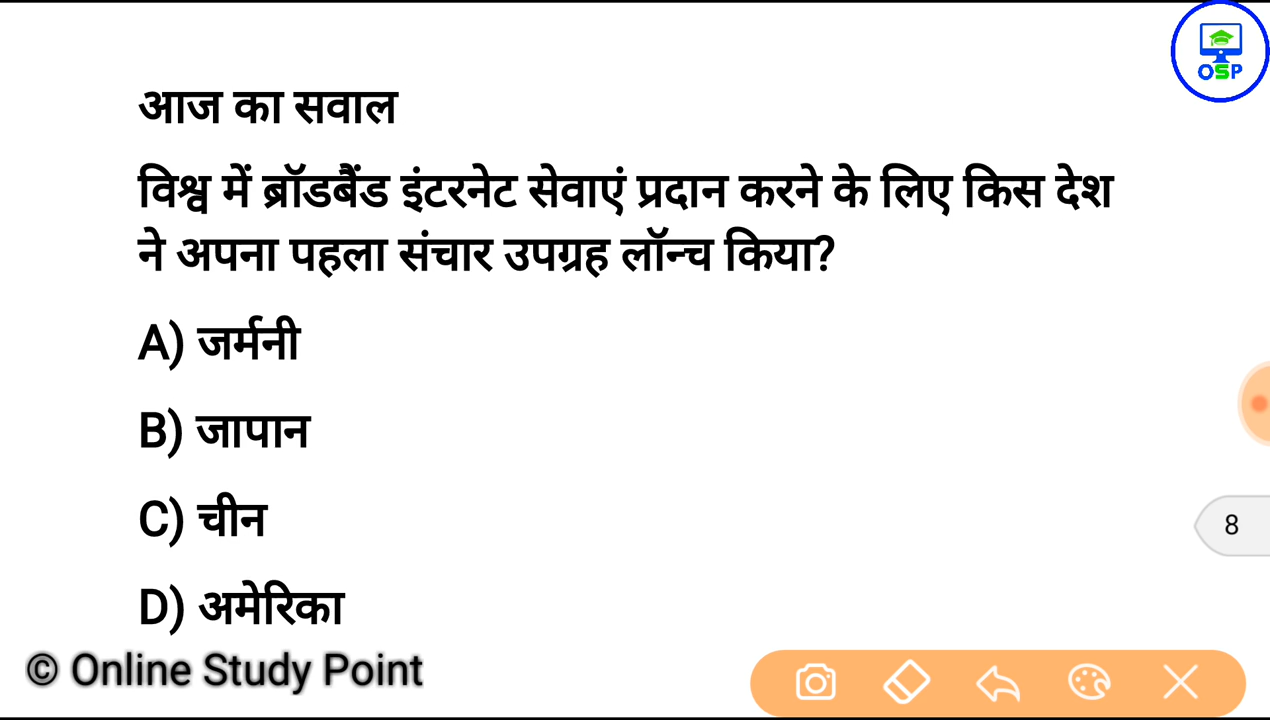 OSP
आज का सवाल
विश्व में ब्रॉडबैंड इंटरनेट सेवाएं प्रदान करने के लिए किस देश
ने अपना पहला संचार उपग्रह लॉन्च किया?
A) जर्मनी
B) जापान
C) चीन
8
D) अमेरिका
© Online Study Point